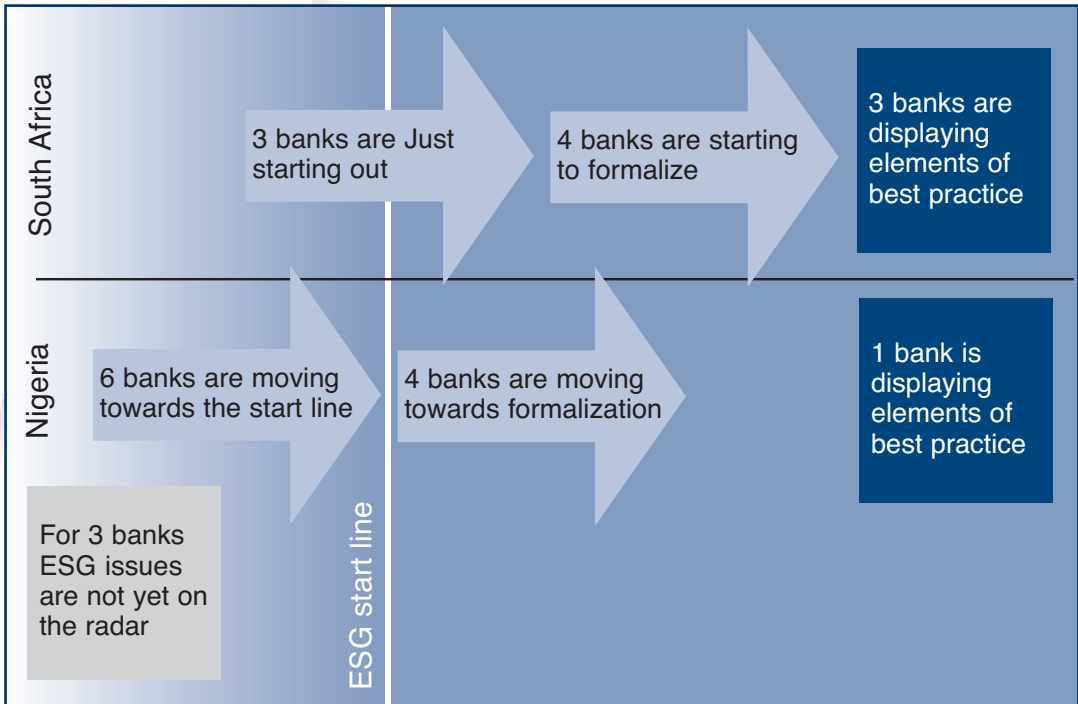 South Africa
3 banks are Just
starting out
4 banks are starting
to formalize
3 banks are
displaying
elements of
best practice
Nigeria
6 banks are moving
towards the start line
4 banks are moving
towards formalization
1 bank is
displaying
elements of
best practice
For 3 banks
ESG issues
are not yet on
the radar
ESG start line